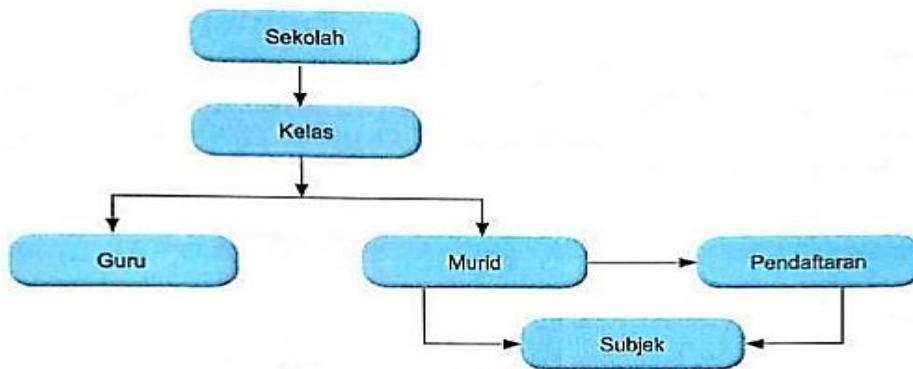 Sekolah
Kelas
Guru
Murid
Pendaftaran
Subjek